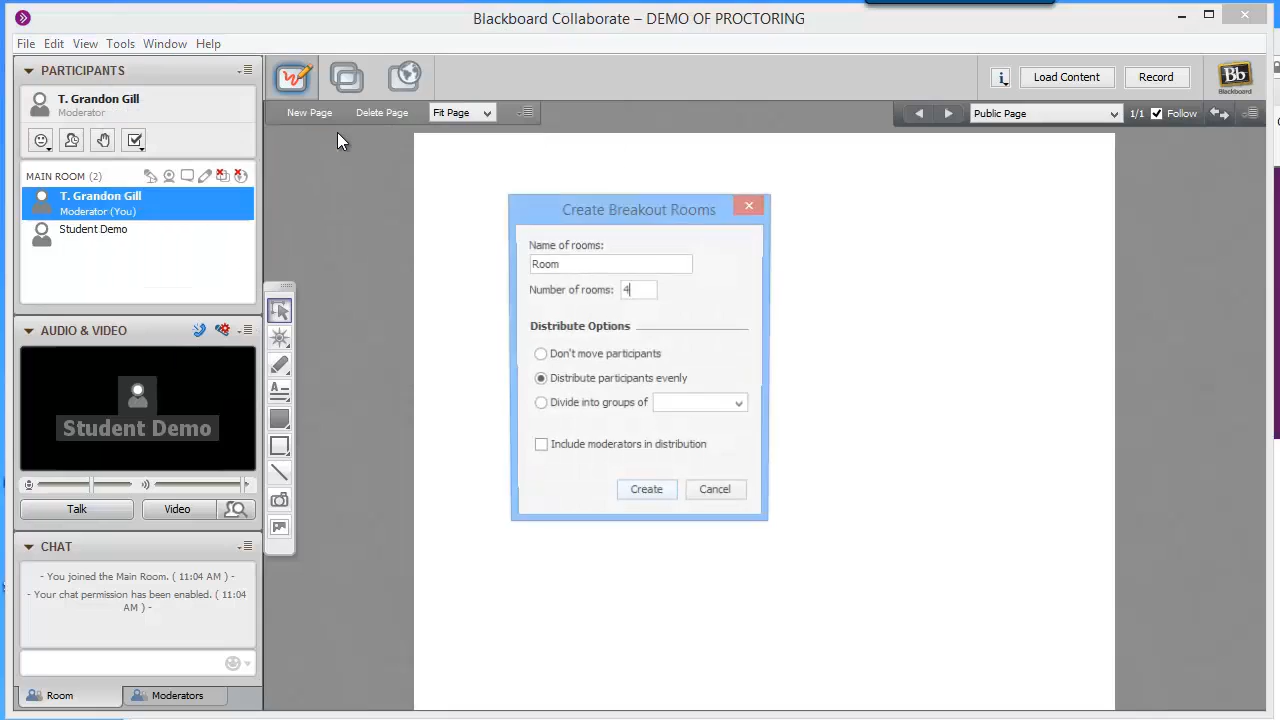 Blackboard Collaborate – DEMO OF PROCTORING
File Edit View Tools Window Help
PARTICIPANTS
T. Grandon Gill
Moderator
MAIN ROOM (2)
T. Grandon Gill
Moderator (You)
Student Demo
AUDIO & VIDEO
Student Demo
Talk Video
CHAT
- You joined the Main Room. ( 11:04 AM ) -
- Your chat permission has been enabled. ( 11:04
AM ) -
Room Moderators
Load Content Record
Bb
Blackboard
New Page Delete Page Fit Page Public Page 1/1 Follow
Create Breakout Rooms
Name of rooms:
Room
Number of rooms: 4
Distribute Options
Don't move participants
Distribute participants evenly
Divide into groups of
Include moderators in distribution
Create Cancel